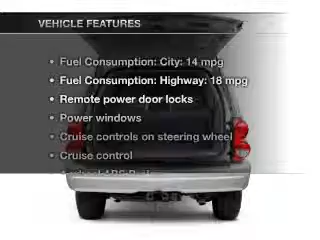 VEHICLE FEATURES
• Fuel Consumption: City: 14 mpg
• Fuel Consumption: Highway: 18 mpg
• Remote power door locks
• Power windows
• Cruise controls on steering wheel
• Cruise control